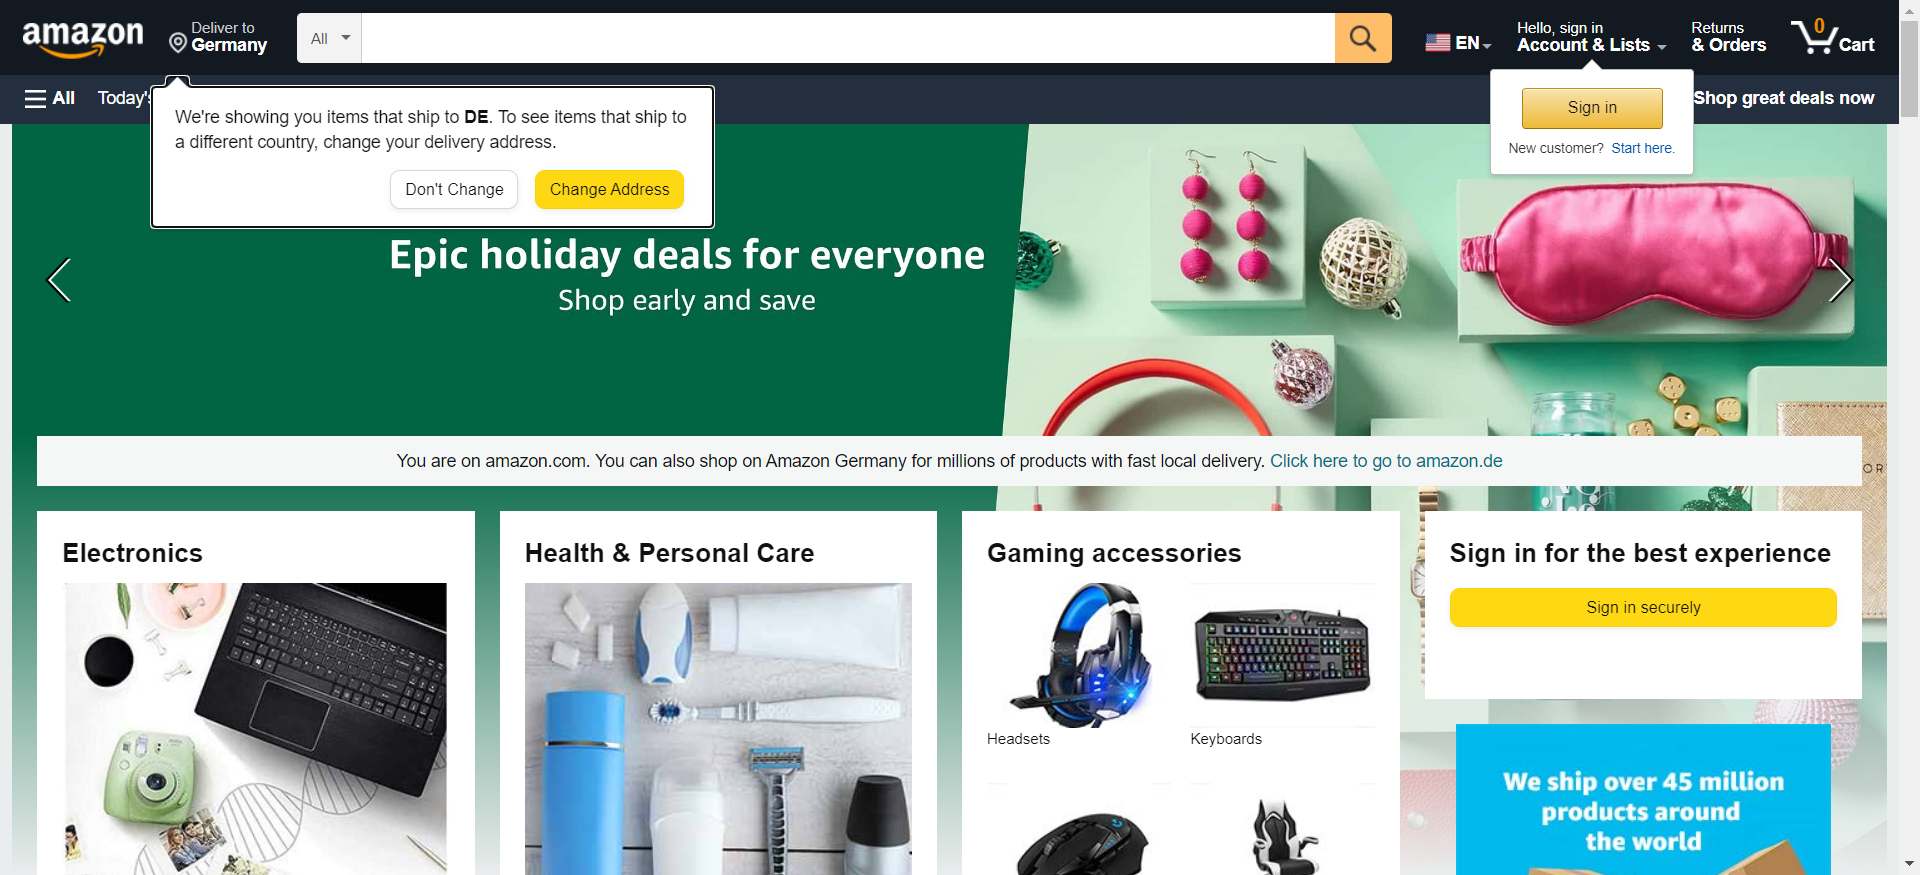 amazon
Deliver to
Germany
All
EN
Hello, sign in
Account & Lists
Returns
& Orders
0
Cart
All
Today's
Shop great deals now
We're showing you items that ship to DE. To see items that ship to
a different country, change your delivery address.
Don't Change
Change Address
Sign in
New customer? Start here.
Epic holiday deals for everyone
Shop early and save
You are on amazon.com. You can also shop on Amazon Germany for millions of products with fast local delivery. Click here to go to amazon.de
Electronics
Health & Personal Care
Gaming accessories
Headsets
Keyboards
Sign in for the best experience
Sign in securely
We ship over 45 million
products around
the world